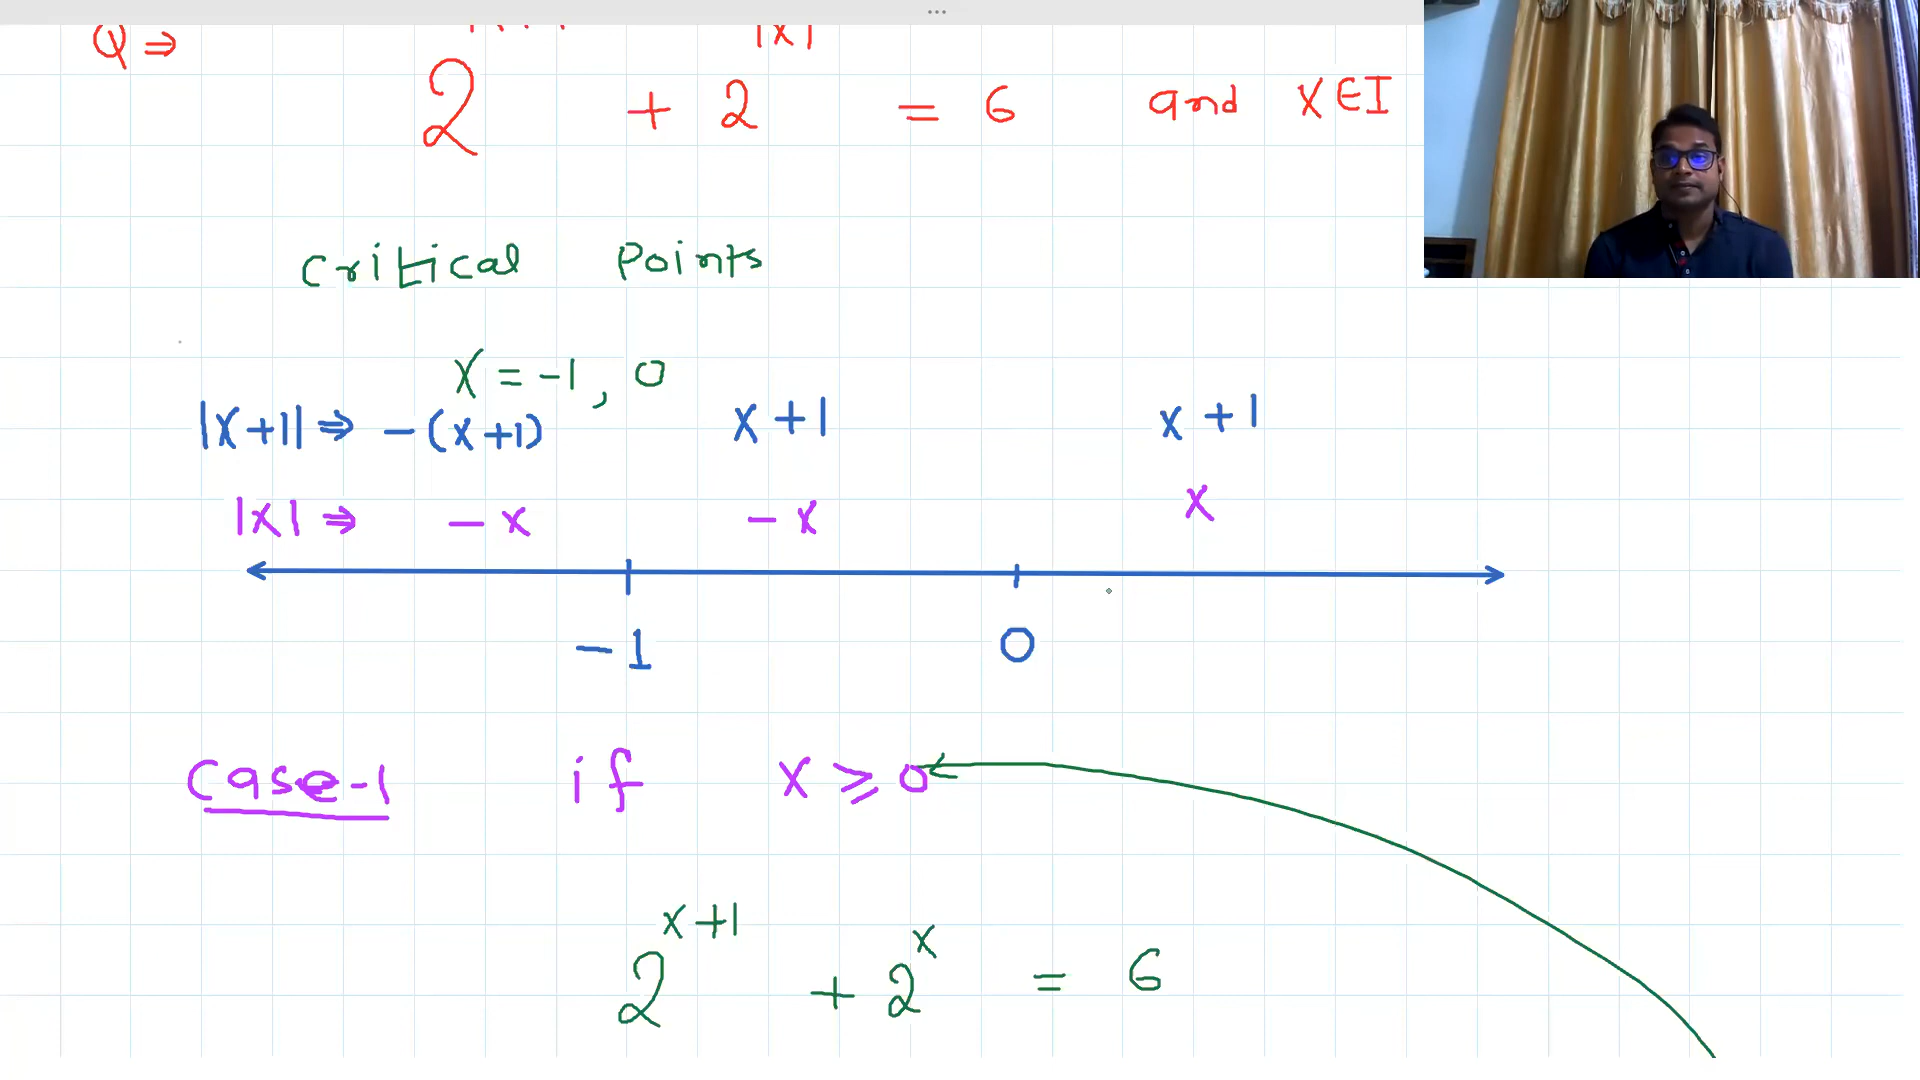 Q ⇒ 2 + 2^|x| = 6 and x∈I
Critical Points
x = -1, 0
|x+1| ⇒ -(x+1) x+1 x+1
|x| ⇒ -x -x x
-1 0
Case-1 if x ⩾ 0
2^x+1 + 2^x = 6